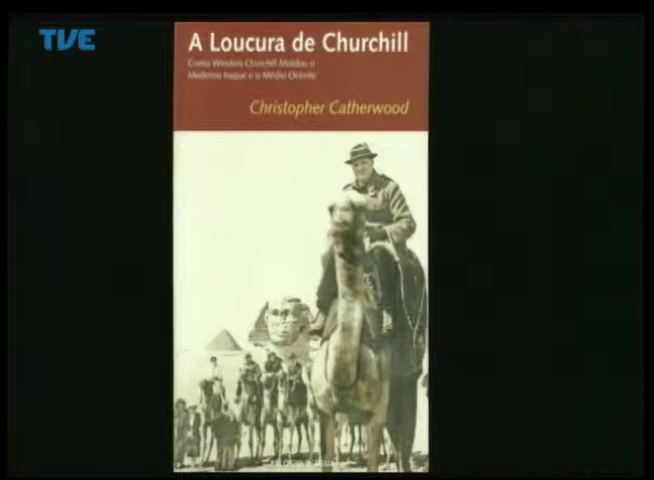 TVE
A Loucura de Churchill
Como Winston Churchill Moldou o
Moderno Iraque e o Médio Oriente
Christopher Catherwood